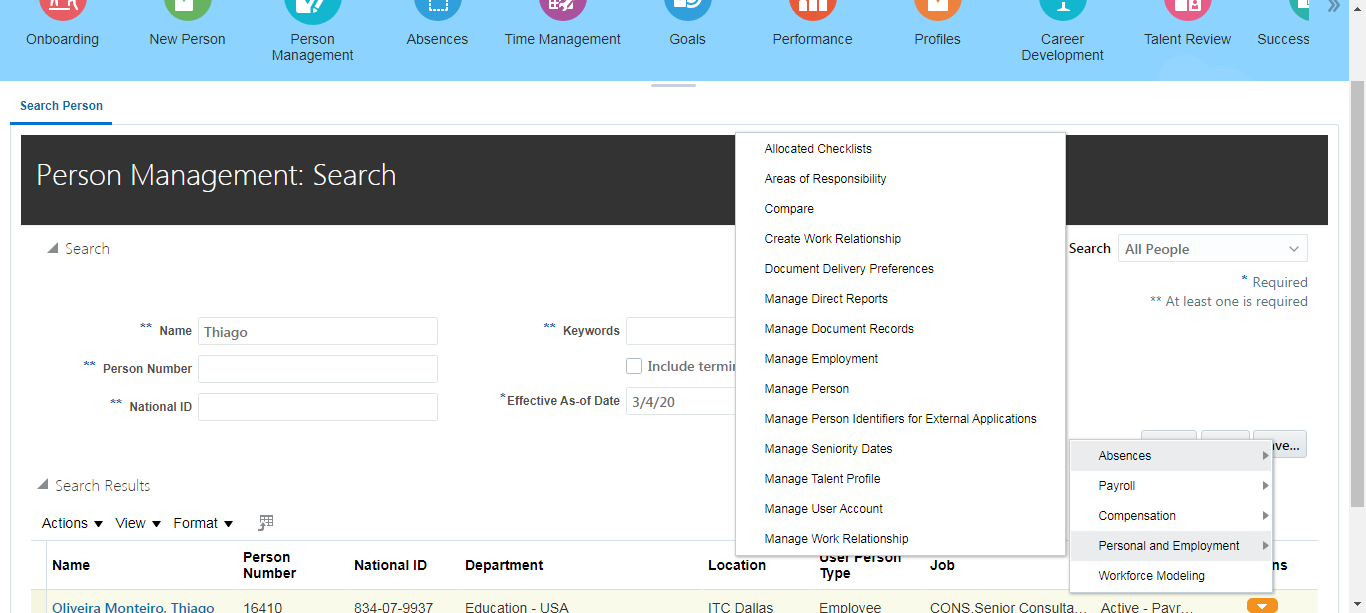 Onboarding
New Person
Person Management
Absences
Time Management
Goals
Performance
Profiles
Career Development
Talent Review
Success
Search Person
Person Management: Search
Search
Search All People
* Required
** At least one is required
** Name Thiago
** Person Number
** National ID
** Keywords
Include termin
*Effective As-of Date 3/4/20
Allocated Checklists
Areas of Responsibility
Compare
Create Work Relationship
Document Delivery Preferences
Manage Direct Reports
Manage Document Records
Manage Employment
Manage Person
Manage Person Identifiers for External Applications
Manage Seniority Dates
Manage Talent Profile
Manage User Account
Manage Work Relationship
ve...
Absences
Payroll
Compensation
Personal and Employment
Workforce Modeling
Search Results
Actions View Format
Name Person Number National ID Department Location User Person Type Job ns
Oliveira Monteiro, Thiago 16410 834-07-9937 Education - USA ITC Dallas Employee CONS.Senior Consulta... Active - Payr...